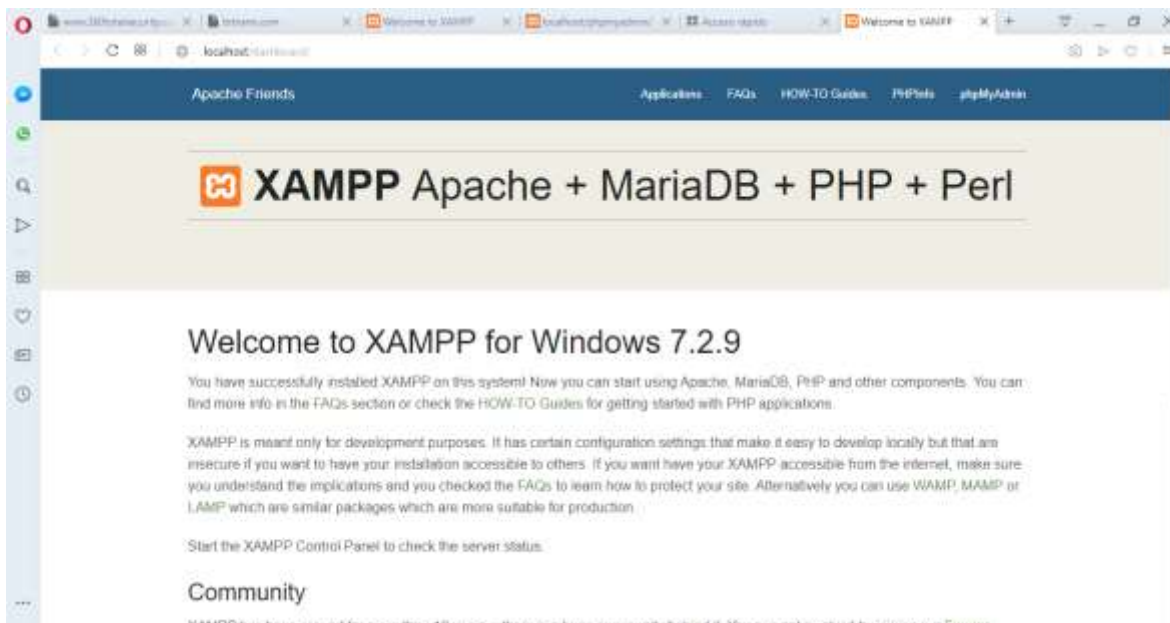 Welcome to XAMPP
localhost/phpmyadmin/
Acceso rápido
Welcome to XAMPP
localhost/dashboard/
Apache Friends
Applications FAQs HOW-TO Guides PHPInfo phpMyAdmin
XAMPP Apache + MariaDB + PHP + Perl
Welcome to XAMPP for Windows 7.2.9
You have successfully installed XAMPP on this system! Now you can start using Apache, MariaDB, PHP and other components. You can
find more info in the FAQs section or check the HOW-TO Guides for getting started with PHP applications.
XAMPP is meant only for development purposes. It has certain configuration settings that make it easy to develop locally but that are
insecure if you want to have your installation accessible to others. If you want have your XAMPP accessible from the internet, make sure
you understand the implications and you checked the FAQs to learn how to protect your site. Alternatively you can use WAMP, MAMP or
LAMP which are similar packages which are more suitable for production.
Start the XAMPP Control Panel to check the server status.
Community